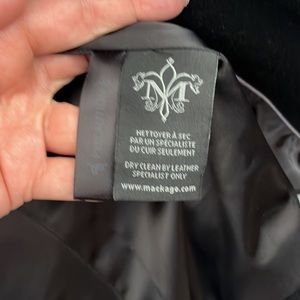 M
NETTOYER À SEC
PAR UN SPÉCIALISTE
DU CUIR SEULEMENT
DRY CLEAN BY LEATHER
SPECIALIST ONLY
www.mackage.com